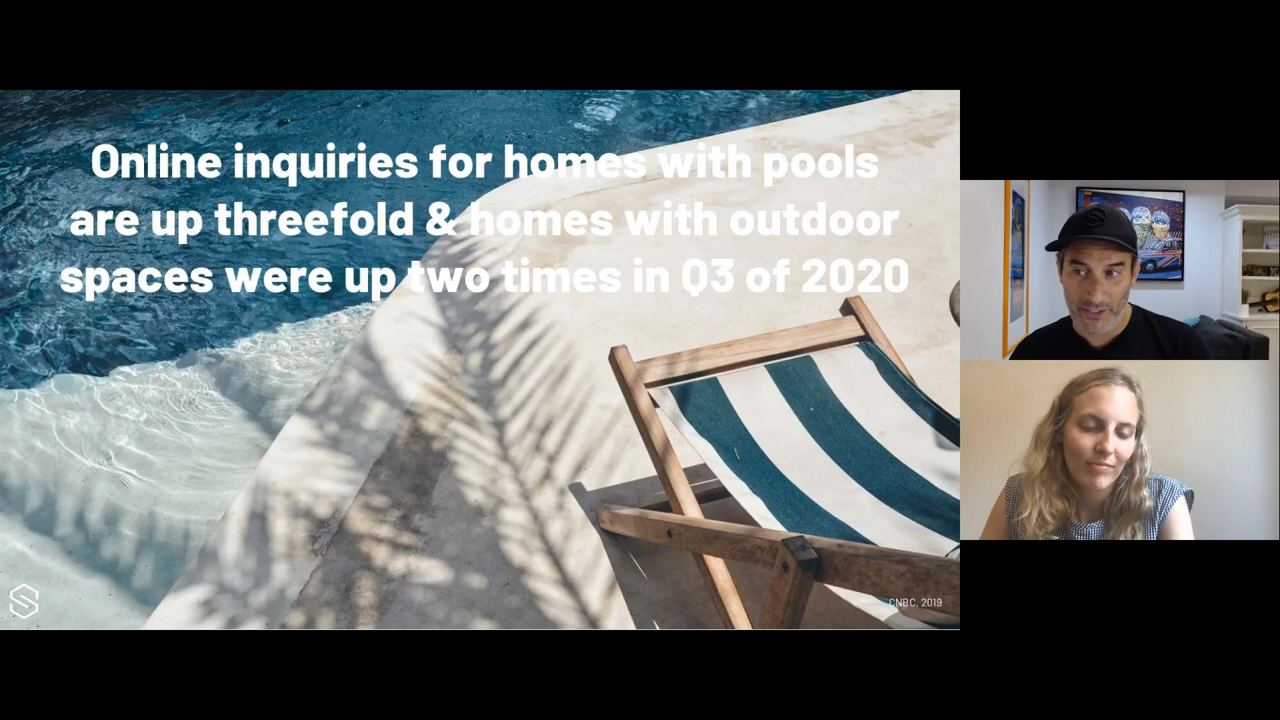 Online inquiries for homes with pools
are up threefold & homes with outdoor
spaces were up two times in Q3 of 2020
CNBC, 2019